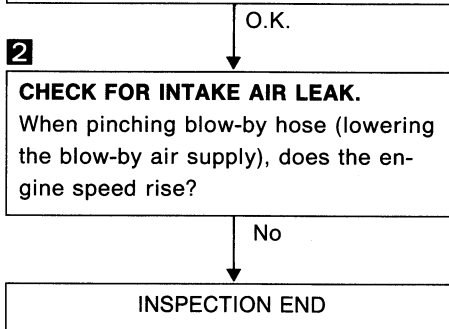 O.K.
2
CHECK FOR INTAKE AIR LEAK.
When pinching blow-by hose (lowering
the blow-by air supply), does the en-
gine speed rise?
No
INSPECTION END